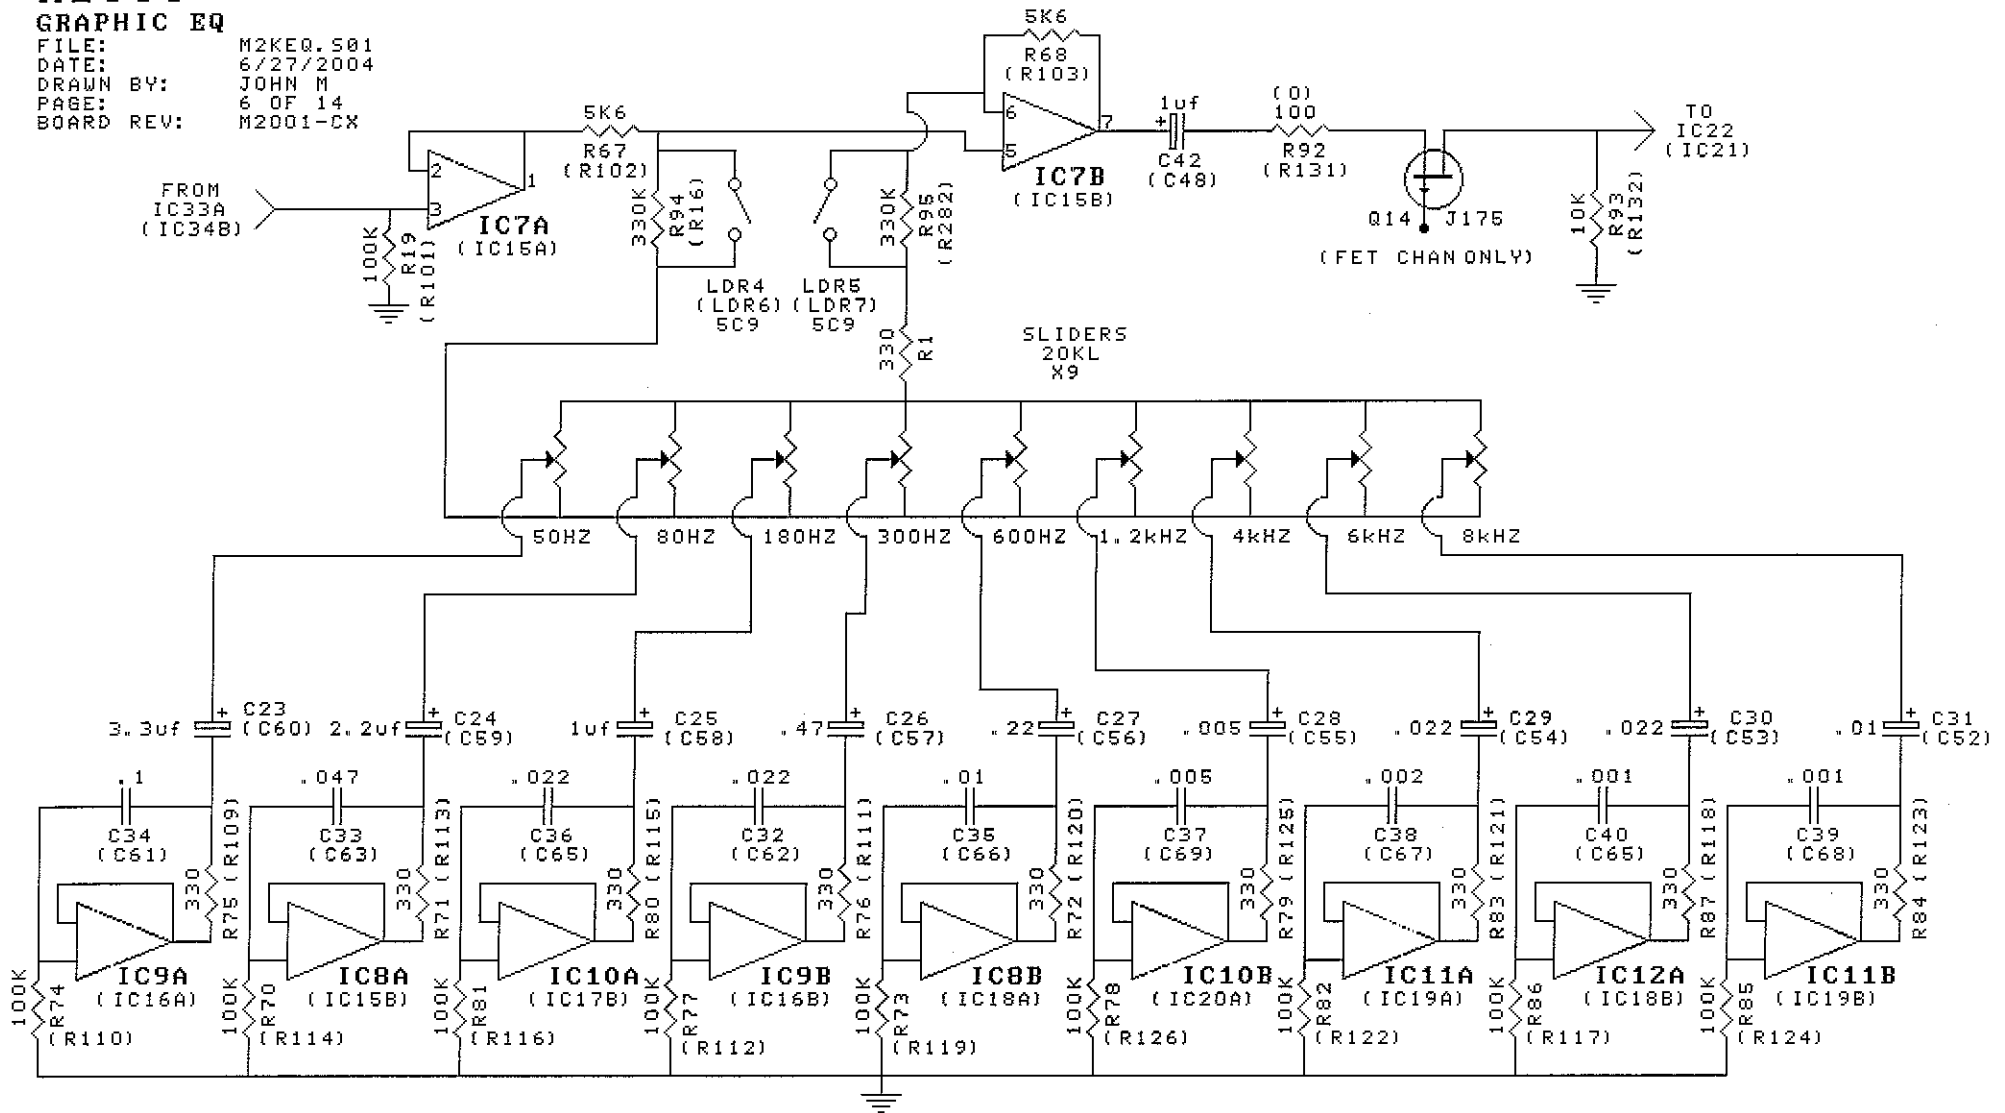 GRAPHIC EQ
FILE: M2KEQ.S01
DATE: 6/27/2004
DRAWN BY: JOHN M
PAGE: 6 OF 14
BOARD REV: M2001-CX
FROM
IC33A
(IC34B)
100K
R19
(R101)
2
3
1
IC7A
(IC15A)
5K6
R67
(R102)
330K
R94
(R16)
LDR4
(LDR6)
5C9
LDR5
(LDR7)
5C9
330K
R95
(R282)
330
R1
5K6
R68
(R103)
6
5
7
IC7B
(IC15B)
1uf
+
C42
(C48)
(0)
100
R92
(R131)
Q14 J175
(FET CHAN ONLY)
10K
R93
(R132)
TO
IC22
(IC21)
SLIDERS
20KL
X9
50HZ 80HZ 180HZ 300HZ 600HZ 1.2kHZ 4kHZ 6kHZ 8kHZ
3.3uf + C23 (C60)
2.2uf + C24 (C59)
1uf + C25 (C58)
.47 + C26 (C57)
.22 + C27 (C56)
.005 + C28 (C55)
.022 + C29 (C54)
.022 + C30 (C53)
.01 + C31 (C52)
.1 C34 (C61)
.047 C33 (C63)
.022 C36 (C65)
.022 C32 (C62)
.01 C35 (C66)
.005 C37 (C69)
.002 C38 (C67)
.001 C40 (C65)
.001 C39 (C68)
330 R75 (R109)
330 R71 (R113)
330 R80 (R115)
330 R76 (R111)
330 R72 (R120)
330 R79 (R125)
330 R83 (R121)
330 R87 (R118)
330 R84 (R123)
IC9A (IC16A)
IC8A (IC15B)
IC10A (IC17B)
IC9B (IC16B)
IC8B (IC18A)
IC10B (IC20A)
IC11A (IC19A)
IC12A (IC18B)
IC11B (IC19B)
100K R74 (R110)
100K R70 (R114)
100K R81 (R116)
100K R77 (R112)
100K R73 (R119)
100K R78 (R126)
100K R82 (R122)
100K R86 (R117)
100K R85 (R124)